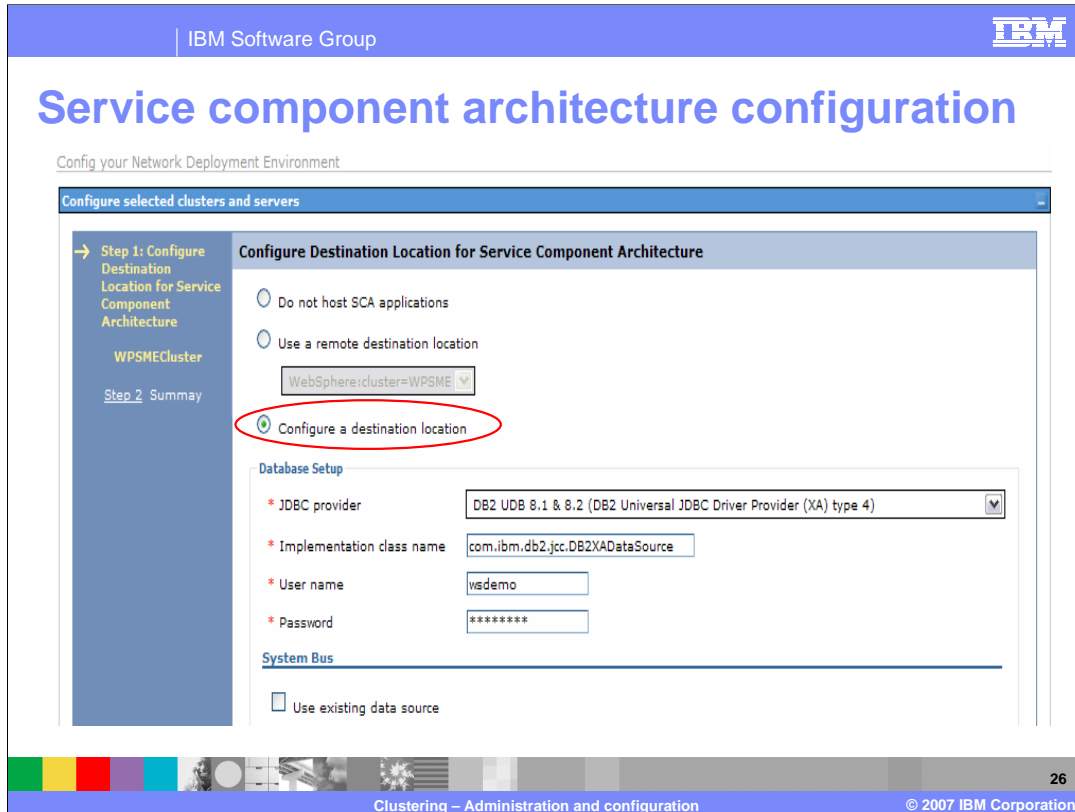 IBM Software Group
IBM
Service component architecture configuration
Config your Network Deployment Environment
Configure selected clusters and servers
Step 1: Configure
Destination
Location for Service
Component
Architecture
WPSMECluster
Step 2 Summay
Configure Destination Location for Service Component Architecture
Do not host SCA applications
Use a remote destination location
WebSphere:cluster=WPSME
Configure a destination location
Database Setup
* JDBC provider
DB2 UDB 8.1 & 8.2 (DB2 Universal JDBC Driver Provider (XA) type 4)
* Implementation class name
com.ibm.db2.jcc.DB2XADataSource
* User name
wsdemo
* Password
********
System Bus
Use existing data source
26
Clustering – Administration and configuration
© 2007 IBM Corporation